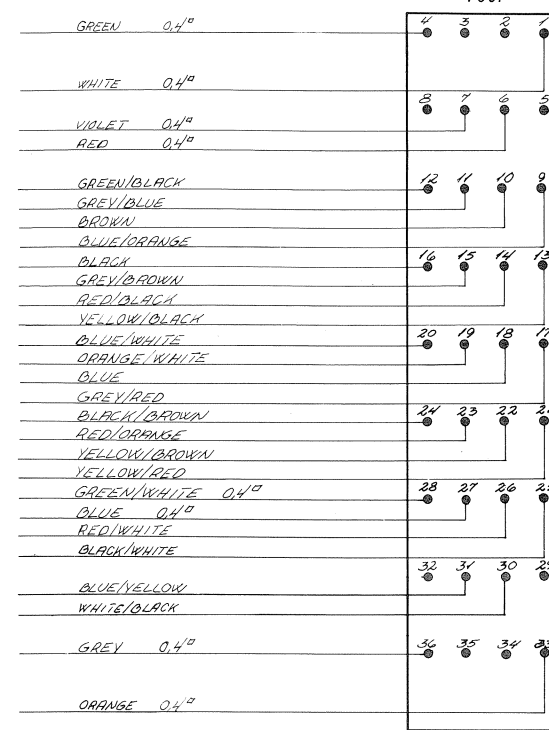 GREEN 0,4▫ 4 3 2 1
WHITE 0,4▫
8 7 6 5
VIOLET 0,4▫
RED 0,4▫
GREEN/BLACK 12 11 10 9
GREY/BLUE
BROWN
BLUE/ORANGE
BLACK 16 15 14 13
GREY/BROWN
RED/BLACK
YELLOW/BLACK
BLUE/WHITE 20 19 18 17
ORANGE/WHITE
BLUE
GREY/RED
BLACK/BROWN 24 23 22
RED/ORANGE
YELLOW/BROWN
YELLOW/RED
GREEN/WHITE 0,4▫ 28 27 26
BLUE 0,4▫
RED/WHITE
BLACK/WHITE
32 31 30 29
BLUE/YELLOW
WHITE/BLACK
GREY 0,4▫ 36 35 34 33
ORANGE 0,4▫